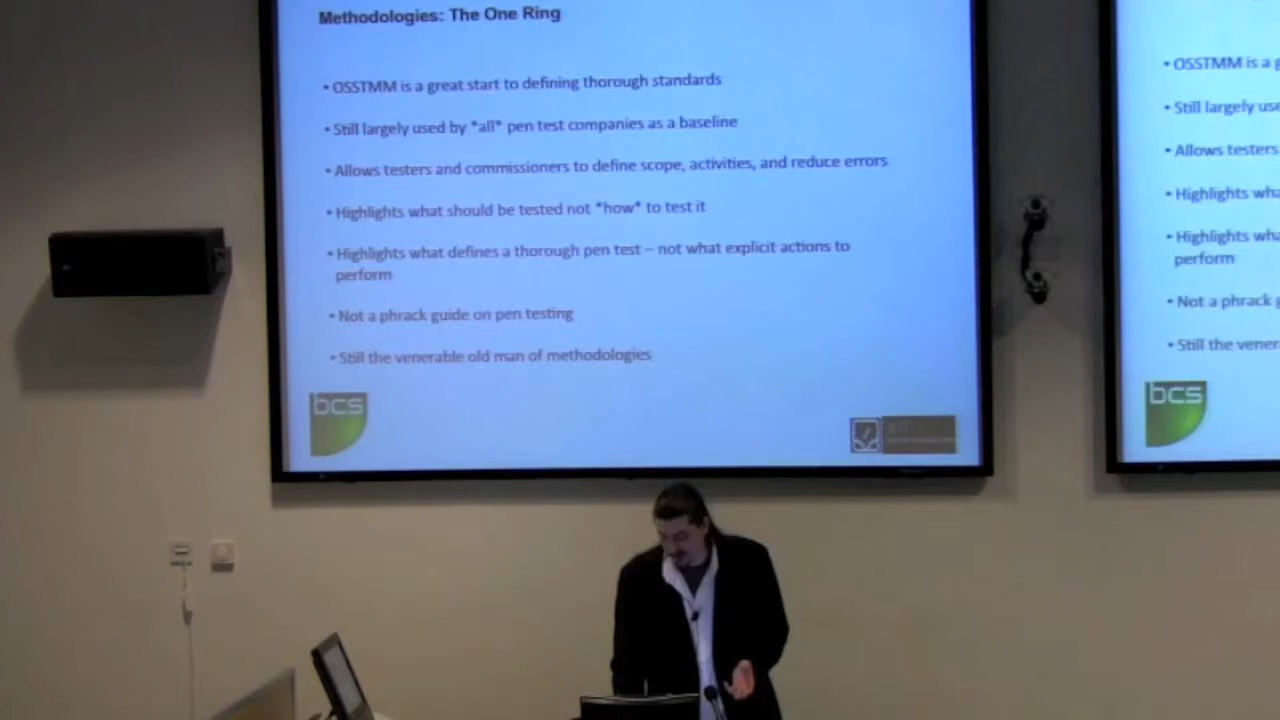 Methodologies: The One Ring
• OSSTMM is a great start to defining thorough standards
• Still largely used by *all* pen test companies as a baseline
• Allows testers and commissioners to define scope, activities, and reduce errors
• Highlights what should be tested not *how* to test it
• Highlights what defines a thorough pen test – not what explicit actions to
perform
• Not a phrack guide on pen testing
• Still the venerable old man of methodologies
bcs
• OSSTMM is a g
• Still largely use
• Allows testers
• Highlights wha
• Highlights wha
perform
• Not a phrack g
• Still the vener
bcs